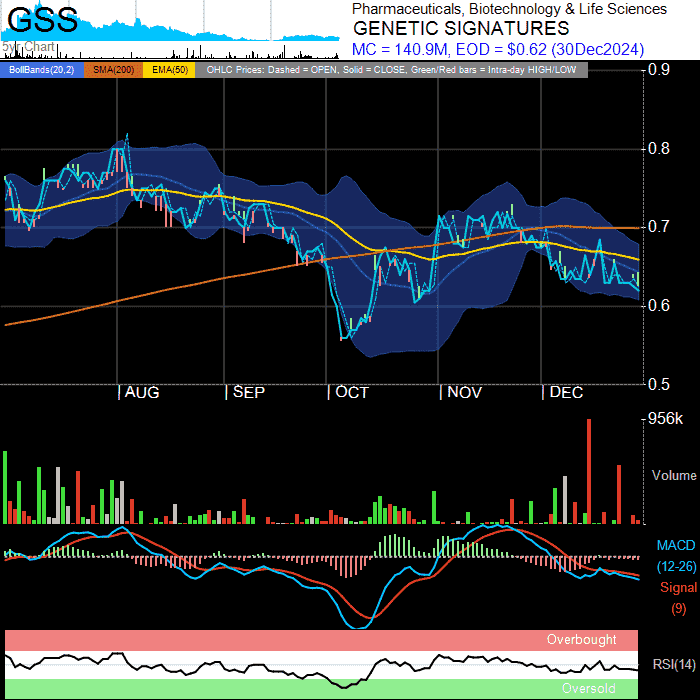 GSS
5yr Chart
Pharmaceuticals, Biotechnology & Life Sciences
GENETIC SIGNATURES
MC = 140.9M, EOD = $0.62 (30Dec2024)
BollBands(20,2) SMA(200) EMA(50) OHLC Prices: Dashed = OPEN, Solid = CLOSE, Green/Red bars = Intra-day HIGH/LOW
0.9
0.8
0.7
0.6
0.5
AUG SEP OCT NOV DEC
956k
Volume
MACD
(12-26)
Signal
(9)
Overbought
RSI(14)
Oversold